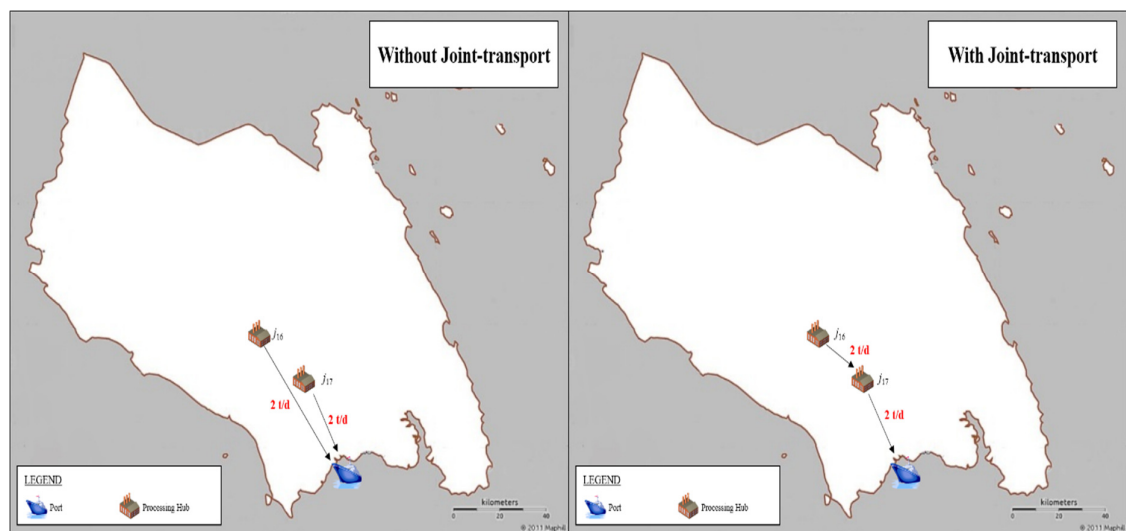 Without Joint-transport
j16
j17
2 t/d
2 t/d
LEGEND
Port
Processing Hub
kilometers
0 20 40
© 2011 Maphill
With Joint-transport
j16
2 t/d
j17
2 t/d
LEGEND
Port
Processing Hub
kilometers
0 20 40
© 2011 Maphill